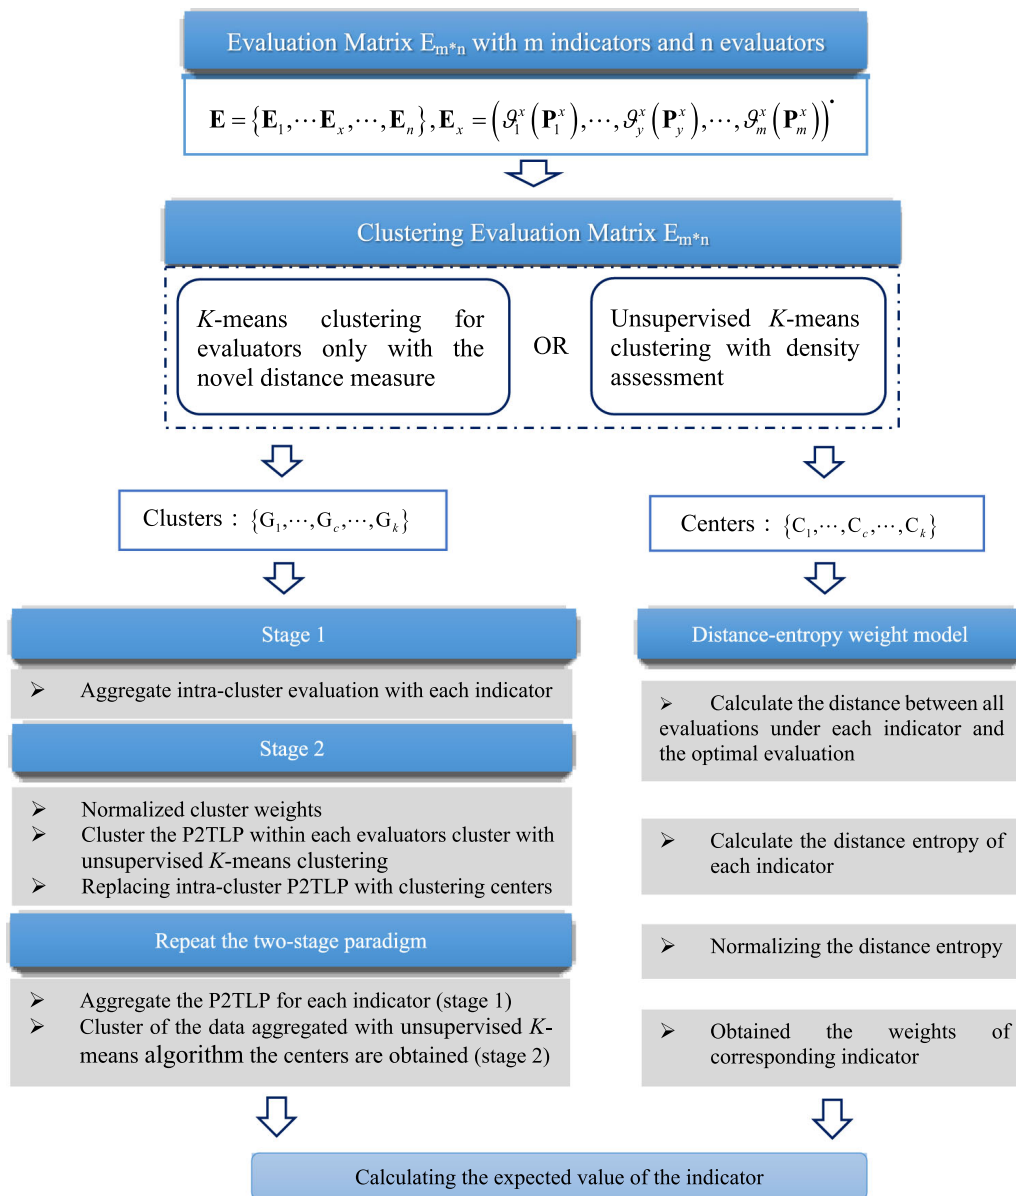 Evaluation Matrix E_{m*n} with m indicators and n evaluators
𝐄 = {𝐄_1,⋯𝐄_x,⋯,𝐄_n}, 𝐄_x = (𝜗_1^x(𝐏_1^x),⋯,𝜗_y^x(𝐏_y^x),⋯,𝜗_m^x(𝐏_m^x))^•
Clustering Evaluation Matrix E_{m*n}
K-means clustering for
evaluators only with the
novel distance measure
OR
Unsupervised K-means
clustering with density
assessment
Clusters : {G_1,⋯,G_c,⋯,G_k}
Centers : {C_1,⋯,C_c,⋯,C_k}
Stage 1
➢ Aggregate intra-cluster evaluation with each indicator
Stage 2
➢ Normalized cluster weights
➢ Cluster the P2TLP within each evaluators cluster with
unsupervised K-means clustering
➢ Replacing intra-cluster P2TLP with clustering centers
Repeat the two-stage paradigm
➢ Aggregate the P2TLP for each indicator (stage 1)
➢ Cluster of the data aggregated with unsupervised K-
means algorithm the centers are obtained (stage 2)
Distance-entropy weight model
➢ Calculate the distance between all
evaluations under each indicator and
the optimal evaluation
➢ Calculate the distance entropy of
each indicator
➢ Normalizing the distance entropy
➢ Obtained the weights of
corresponding indicator
Calculating the expected value of the indicator